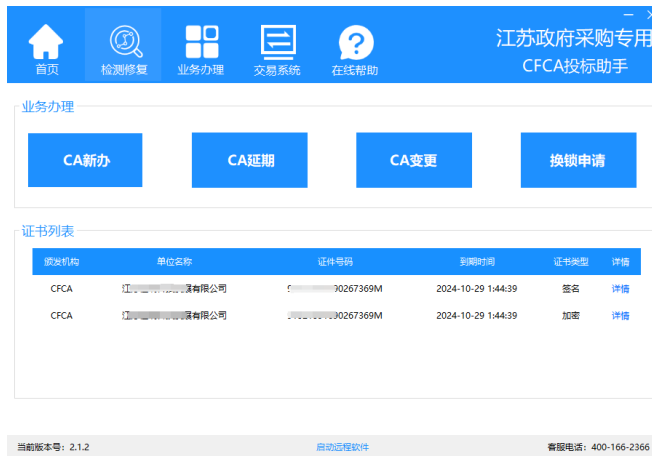 江苏政府采购专用
CFCA投标助手
首页
检测修复
业务办理
交易系统
在线帮助
业务办理
CA新办
CA延期
CA变更
换锁申请
证书列表
颁发机构 单位名称 证件号码 到期时间 证书类型 详情
CFCA 展有限公司 90267369M 2024-10-29 1:44:39 签名 详情
CFCA 展有限公司 90267369M 2024-10-29 1:44:39 加密 详情
当前版本号：2.1.2 启动远程软件 客服电话：400-166-2366